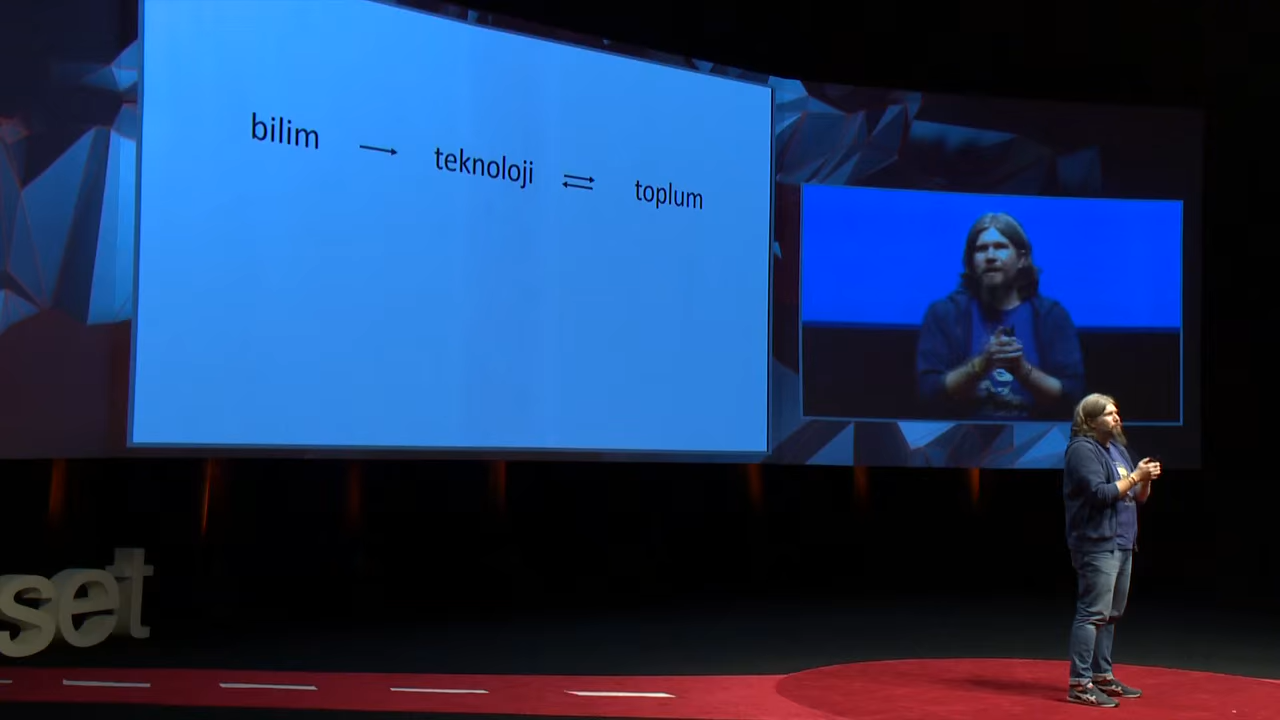 bilim → teknoloji ⇌ toplum
set